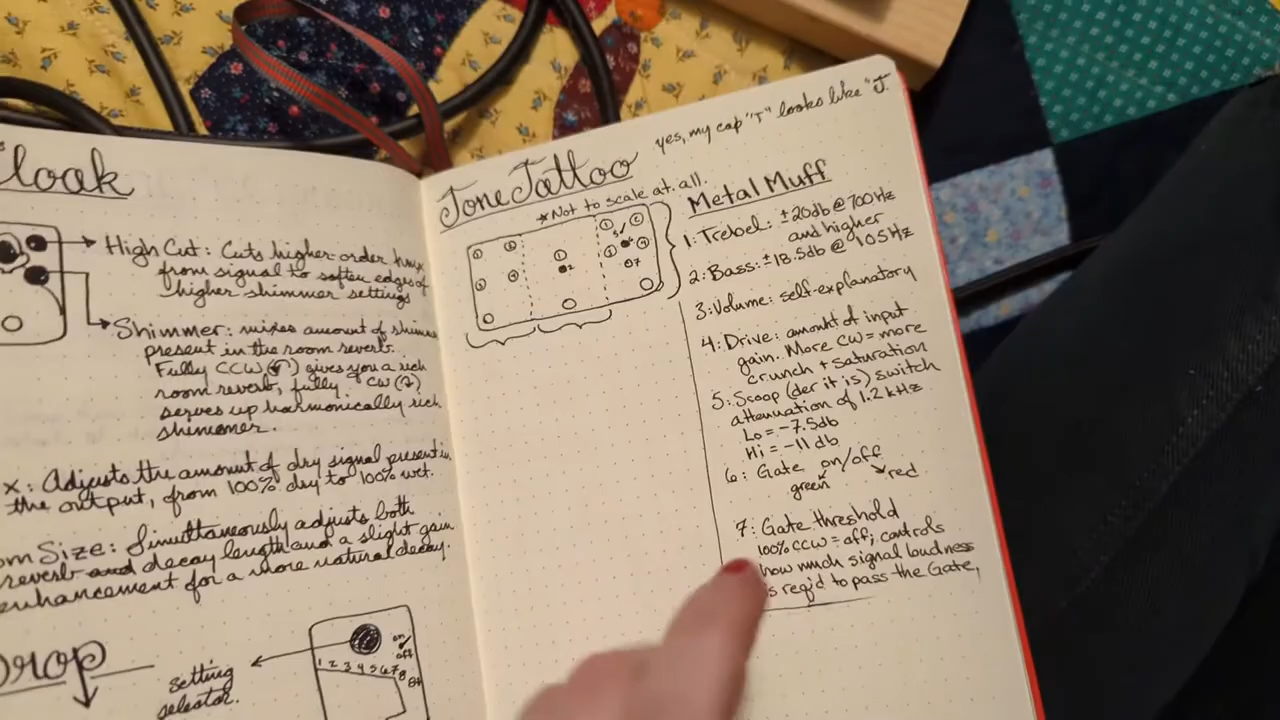 loak
High Cut: Cuts higher order
from signal to soften edges of
higher shimmer settings
Shimmer: mixes amount of
present in the room reverb.
Fully CCW (↶) gives you a rich
room reverb, fully CW (↷)
serves up harmonically rich
shimmer.
x: Adjusts the amount of dry signal present in
the output, from 100% dry to 100% wet.
om Size: Simultaneously adjusts both
reverb and decay length and a slight gain
enhancement for a more natural decay.
Drop
setting
selector.
on/
off
1 2 3 4 5 6 7 8
yes, my cap "T" looks like "J".
Tone Tattoo
*Not to scale at all
Metal Muff
1: Trebel: ±20db @ 700Hz
and higher
2: Bass: ±18.5db @ 105Hz
3: Volume: self-explanatory
4: Drive: amount of input
gain. More CW = more
crunch + saturation
5: Scoop (der it is) switch
attenuation of 1.2kHz
Lo = -7.5db
Hi = -11db
6: Gate on/off
green red
7: Gate threshold
100% CCW = off; controls
how much signal loudness
is req'd to pass the Gate,